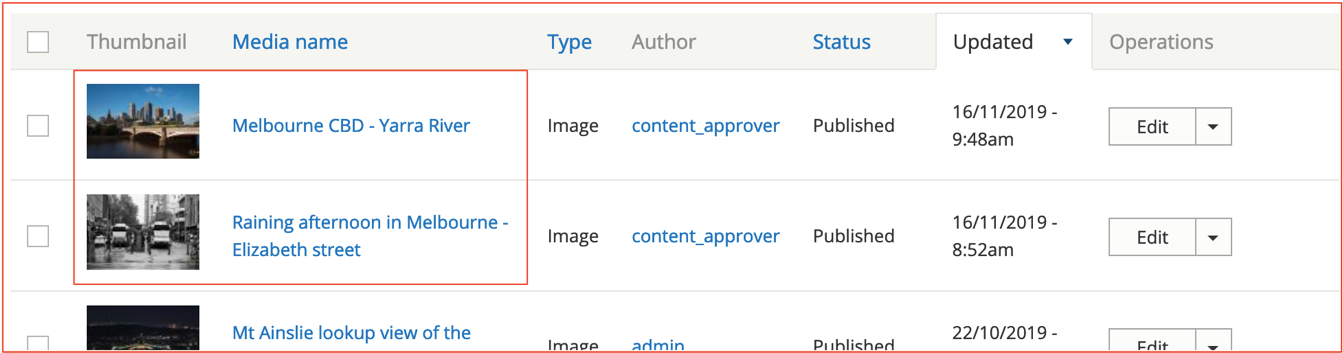 Thumbnail Media name Type Author Status Updated Operations
Melbourne CBD - Yarra River Image content_approver Published 16/11/2019 - 9:48am Edit
Raining afternoon in Melbourne -
Elizabeth street Image content_approver Published 16/11/2019 - 8:52am Edit
Mt Ainslie lookup view of the Image admin Published 22/10/2019 - Edit